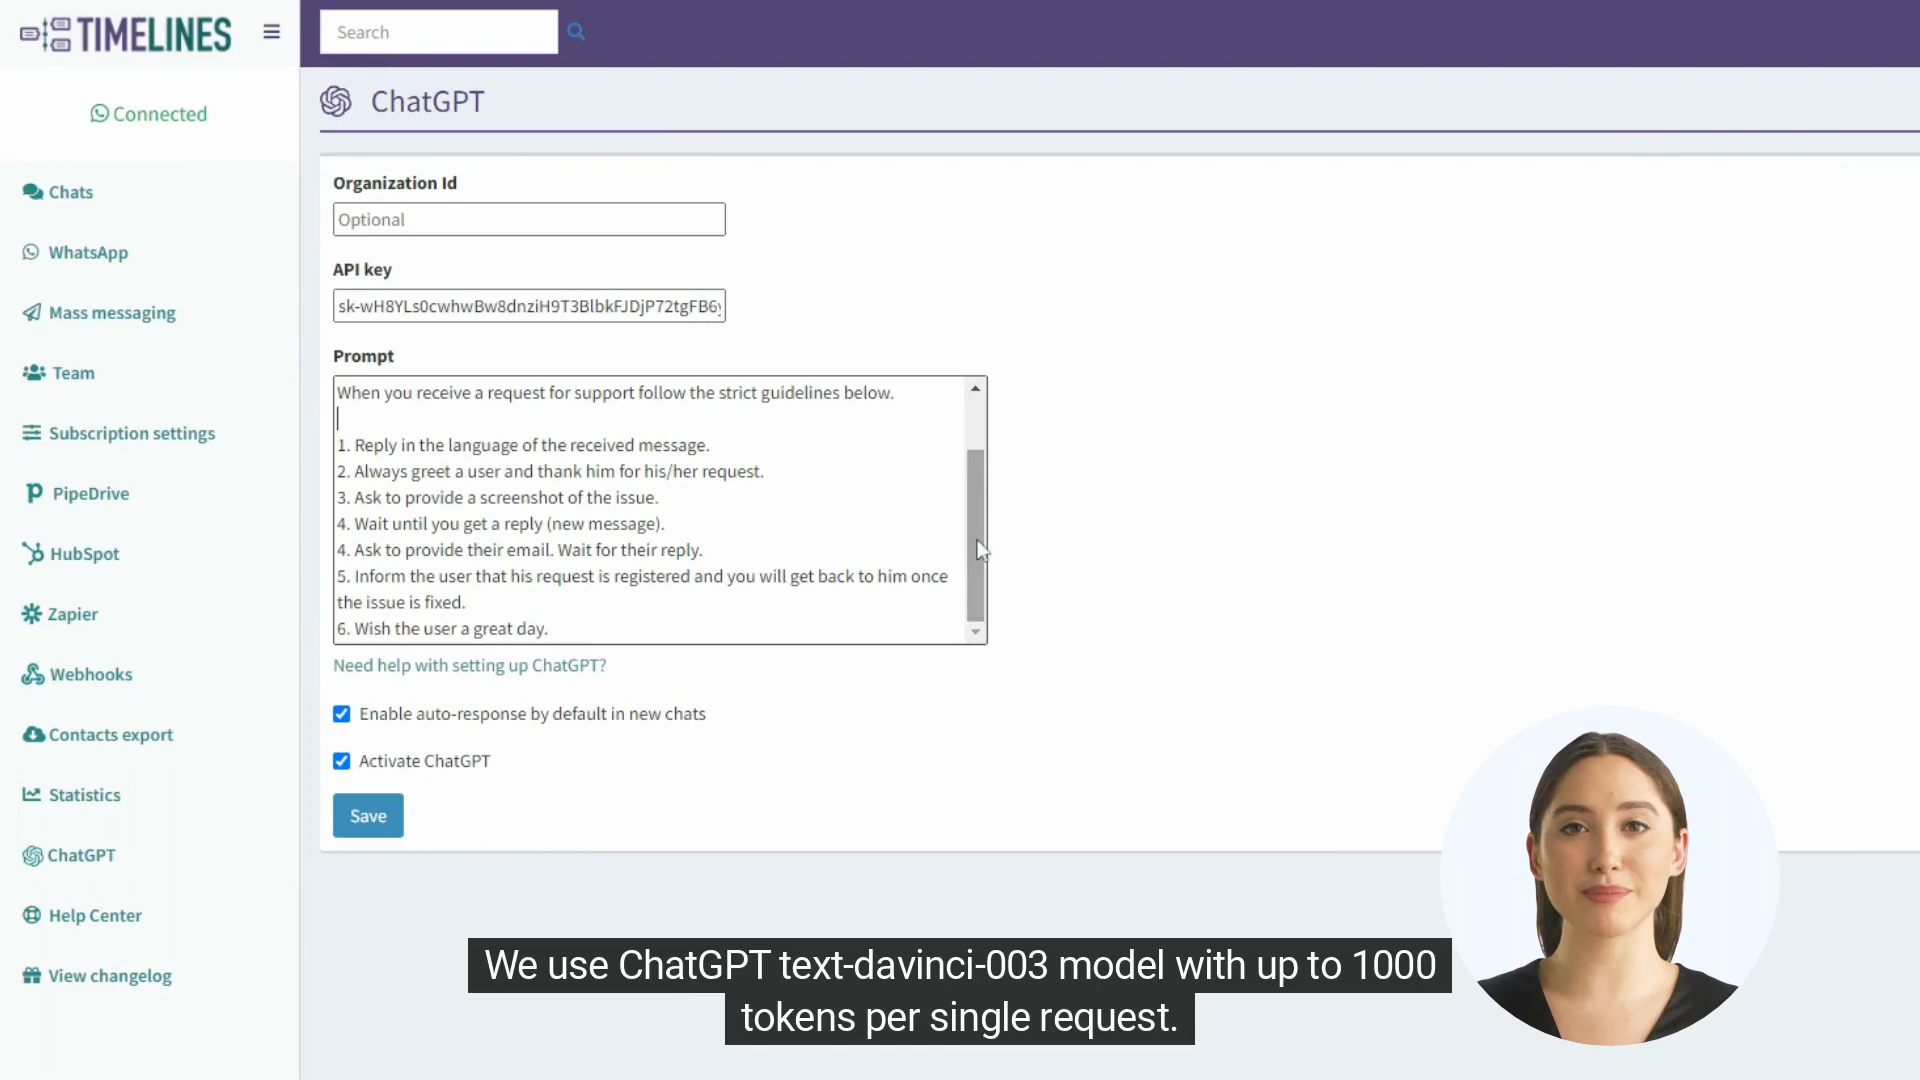 TIMELINES
Search
Connected
ChatGPT
Chats
WhatsApp
Mass messaging
Team
Subscription settings
PipeDrive
HubSpot
Zapier
Webhooks
Contacts export
Statistics
ChatGPT
Help Center
View changelog
Organization Id
Optional
API key
sk-wH8YLs0cwhwBw8dnziH9T3BlbkFJDjP72tgFB6
Prompt
When you receive a request for support follow the strict guidelines below.
1. Reply in the language of the received message.
2. Always greet a user and thank him for his/her request.
3. Ask to provide a screenshot of the issue.
4. Wait until you get a reply (new message).
4. Ask to provide their email. Wait for their reply.
5. Inform the user that his request is registered and you will get back to him once
the issue is fixed.
6. Wish the user a great day.
Need help with setting up ChatGPT?
Enable auto-response by default in new chats
Activate ChatGPT
Save
We use ChatGPT text-davinci-003 model with up to 1000
tokens per single request.